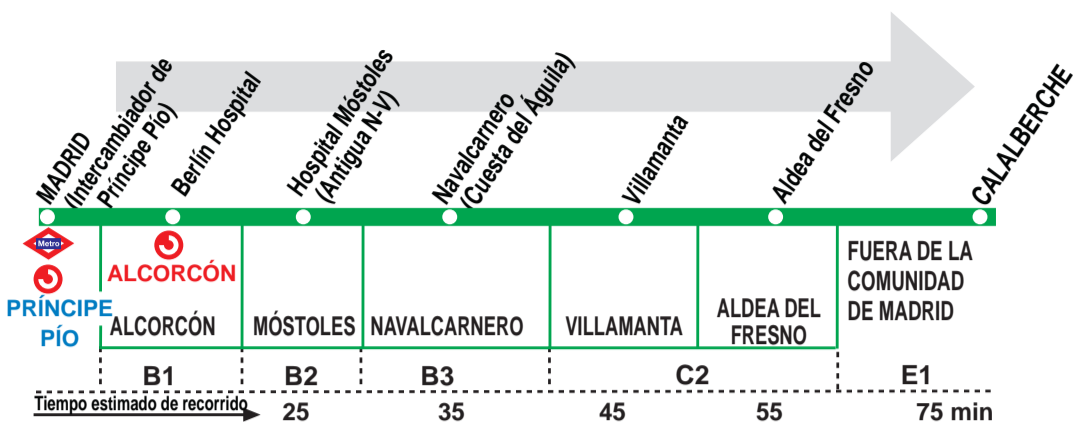 MADRID
(Intercambiador de
Príncipe Pío)
Berlín Hospital
Hospital Móstoles
(Antigua N-V)
Navalcarnero
(Cuesta del Águila)
Villamanta
Aldea del Fresno
CALALBERCHE
Metro
PRÍNCIPE
PÍO
ALCORCÓN
ALCORCÓN
MÓSTOLES
NAVALCARNERO
VILLAMANTA
ALDEA DEL
FRESNO
FUERA DE LA
COMUNIDAD
DE MADRID
B1
B2
B3
C2
E1
Tiempo estimado de recorrido
25
35
45
55
75 min